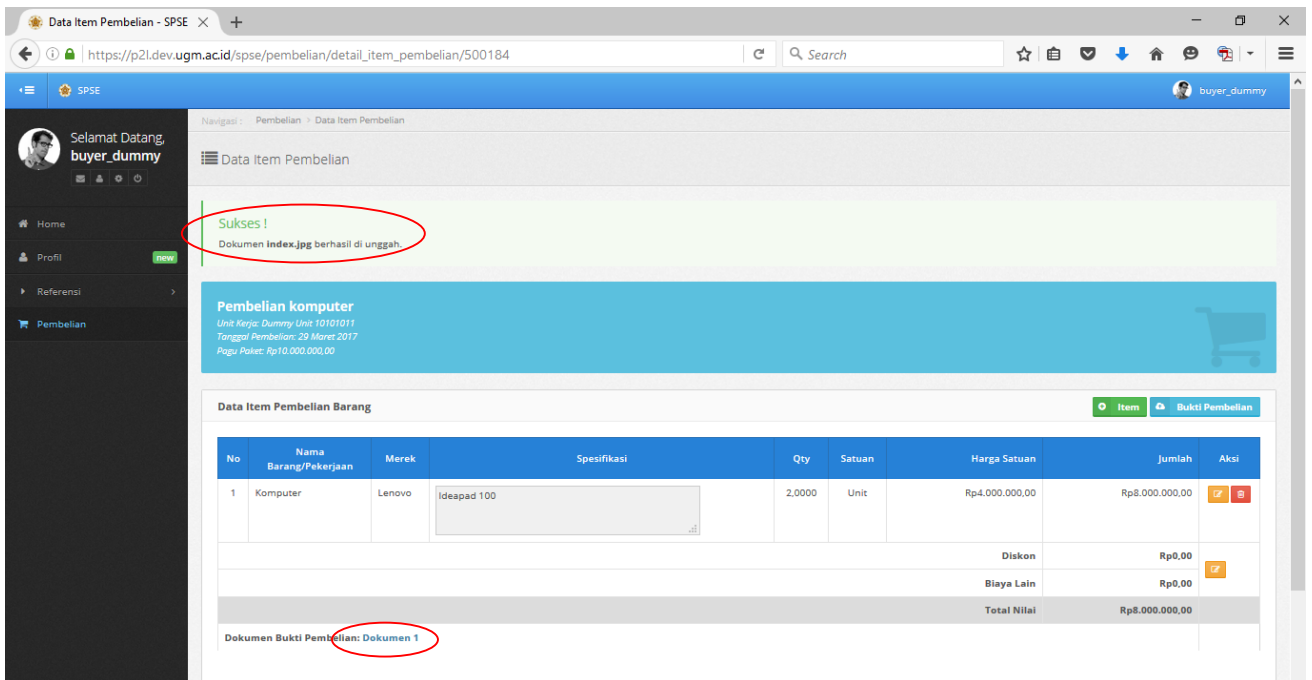 Data Item Pembelian - SPSE
https://p2l.dev.ugm.ac.id/spse/pembelian/detail_item_pembelian/500184
Search
SPSE
buyer_dummy
Selamat Datang,
buyer_dummy
Home
Profil new
Referensi
Pembelian
Navigasi : Pembelian > Data Item Pembelian
Data Item Pembelian
Sukses !
Dokumen index.jpg berhasil di unggah.
Pembelian komputer
Unit Kerja: Dummy Unit 10101011
Tanggal Pembelian: 29 Maret 2017
Pagu Paket: Rp10.000.000,00
Data Item Pembelian Barang
Item Bukti Pembelian
No Nama Barang/Pekerjaan Merek Spesifikasi Qty Satuan Harga Satuan Jumlah Aksi
1 Komputer Lenovo Ideapad 100 2,0000 Unit Rp4.000.000,00 Rp8.000.000,00
Diskon Rp0,00
Biaya Lain Rp0,00
Total Nilai Rp8.000.000,00
Dokumen Bukti Pembelian: Dokumen 1